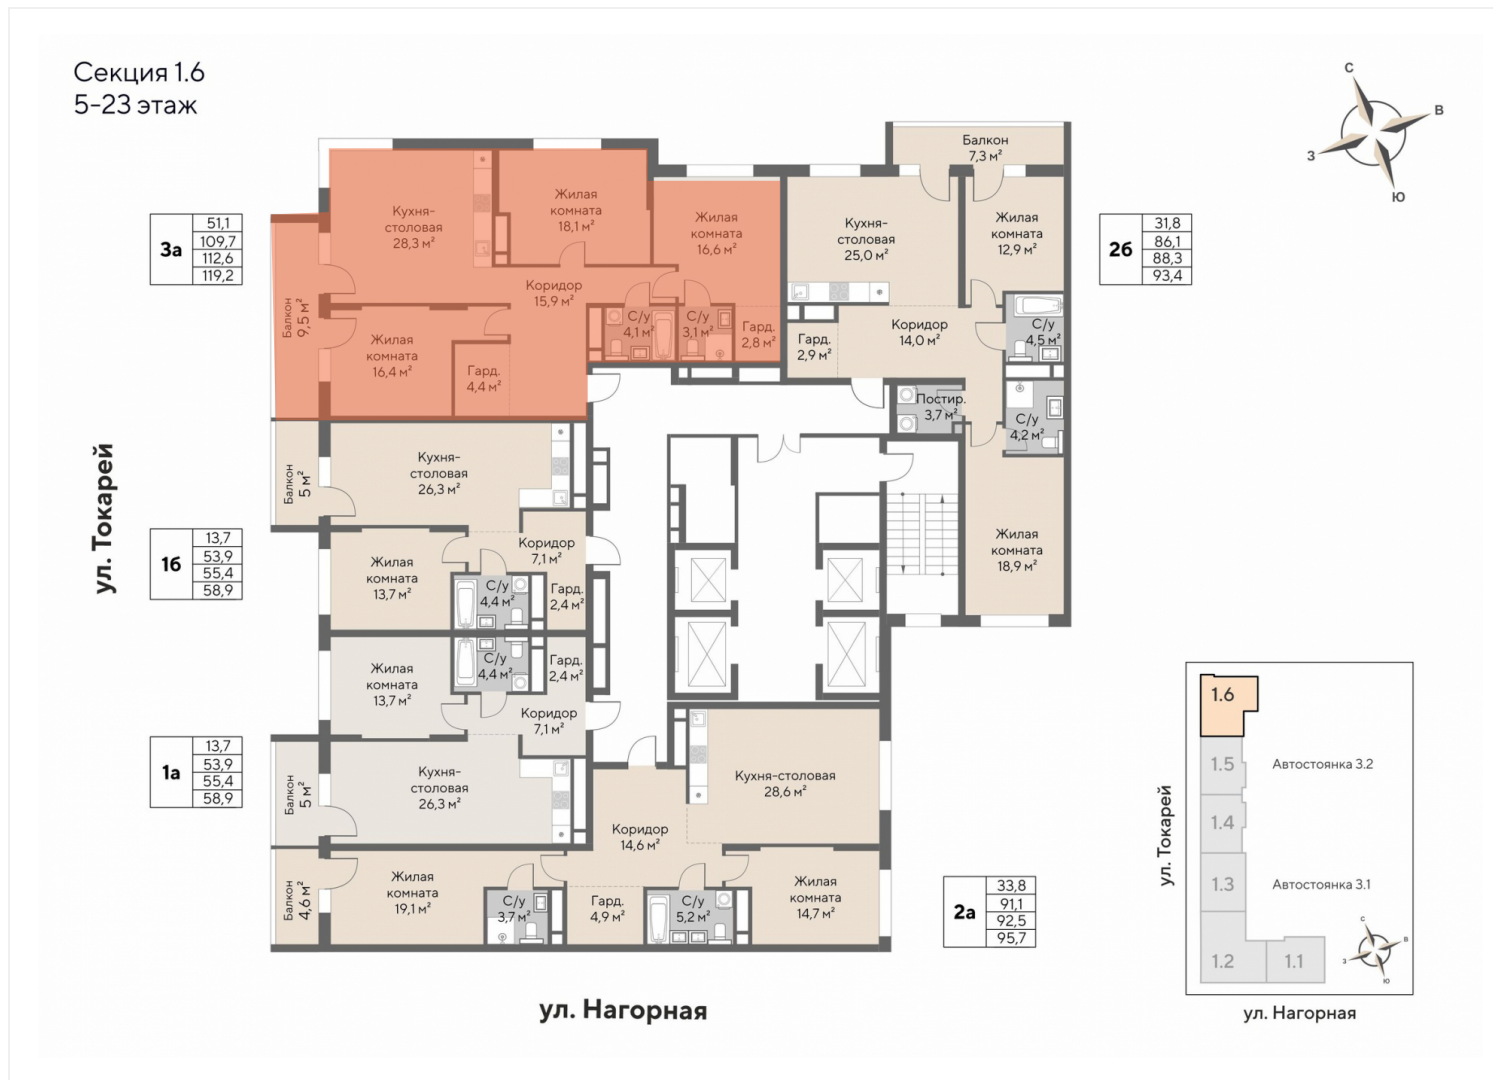 Секция 1.6
5-23 этаж
С
В
З
Ю
3а
51,1
109,7
112,6
119,2
Кухня-
столовая
28,3 м²
Жилая
комната
18,1 м²
Жилая
комната
16,6 м²
Коридор
15,9 м²
Балкон
9,5 м²
Жилая
комната
16,4 м²
Гард.
4,4 м²
С/у
4,1 м²
С/у
3,1 м²
Гард.
2,8 м²
Балкон
7,3 м²
Кухня-
столовая
25,0 м²
Жилая
комната
12,9 м²
2б
31,8
86,1
88,3
93,4
Гард.
2,9 м²
Коридор
14,0 м²
С/у
4,5 м²
Постир.
3,7 м²
С/у
4,2 м²
Жилая
комната
18,9 м²
ул. Токарей
Балкон
5 м²
Кухня-
столовая
26,3 м²
1б
13,7
53,9
55,4
58,9
Жилая
комната
13,7 м²
Коридор
7,1 м²
С/у
4,4 м²
Гард.
2,4 м²
Жилая
комната
13,7 м²
С/у
4,4 м²
Гард.
2,4 м²
Коридор
7,1 м²
1а
13,7
53,9
55,4
58,9
Балкон
5 м²
Кухня-
столовая
26,3 м²
Кухня-столовая
28,6 м²
Коридор
14,6 м²
Балкон
4,6 м²
Жилая
комната
19,1 м²
С/у
3,7 м²
Гард.
4,9 м²
С/у
5,2 м²
Жилая
комната
14,7 м²
2а
33,8
91,1
92,5
95,7
ул. Нагорная
1.6
1.5
Автостоянка 3.2
1.4
ул. Токарей
1.3
Автостоянка 3.1
1.2
1.1
С
В
З
Ю
ул. Нагорная